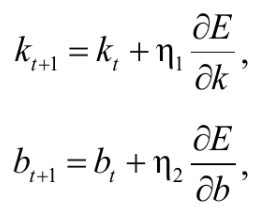 k_{t+1} = k_t + η_1 ∂E/∂k,
b_{t+1} = b_t + η_2 ∂E/∂b,